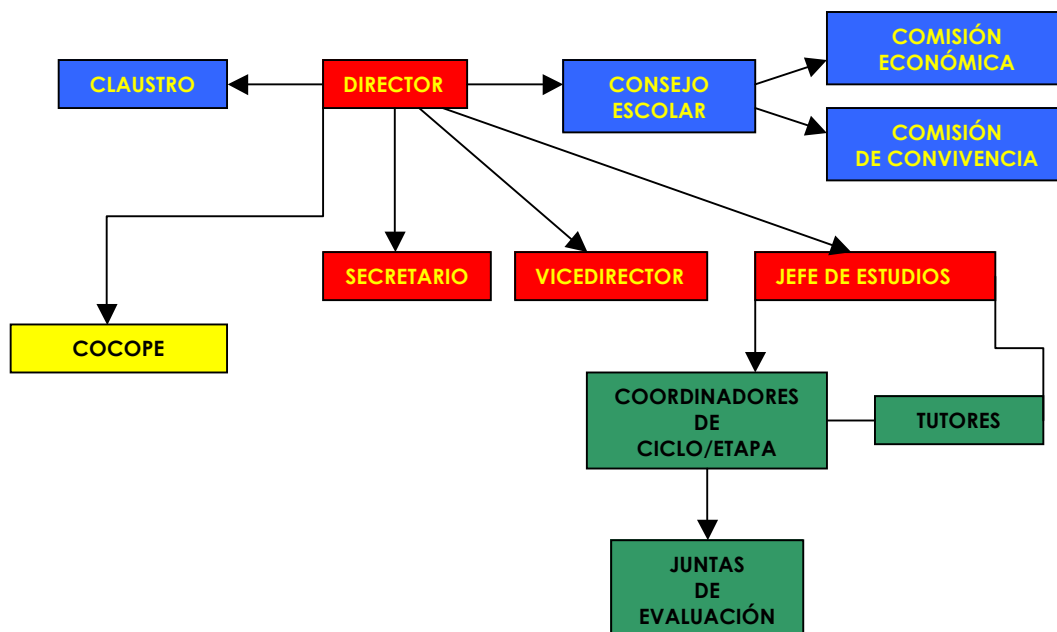 COMISIÓN
ECONÓMICA
CLAUSTRO
DIRECTOR
CONSEJO
ESCOLAR
COMISIÓN
DE CONVIVENCIA
SECRETARIO
VICEDIRECTOR
JEFE DE ESTUDIOS
COCOPE
COORDINADORES
DE
CICLO/ETAPA
TUTORES
JUNTAS
DE
EVALUACIÓN